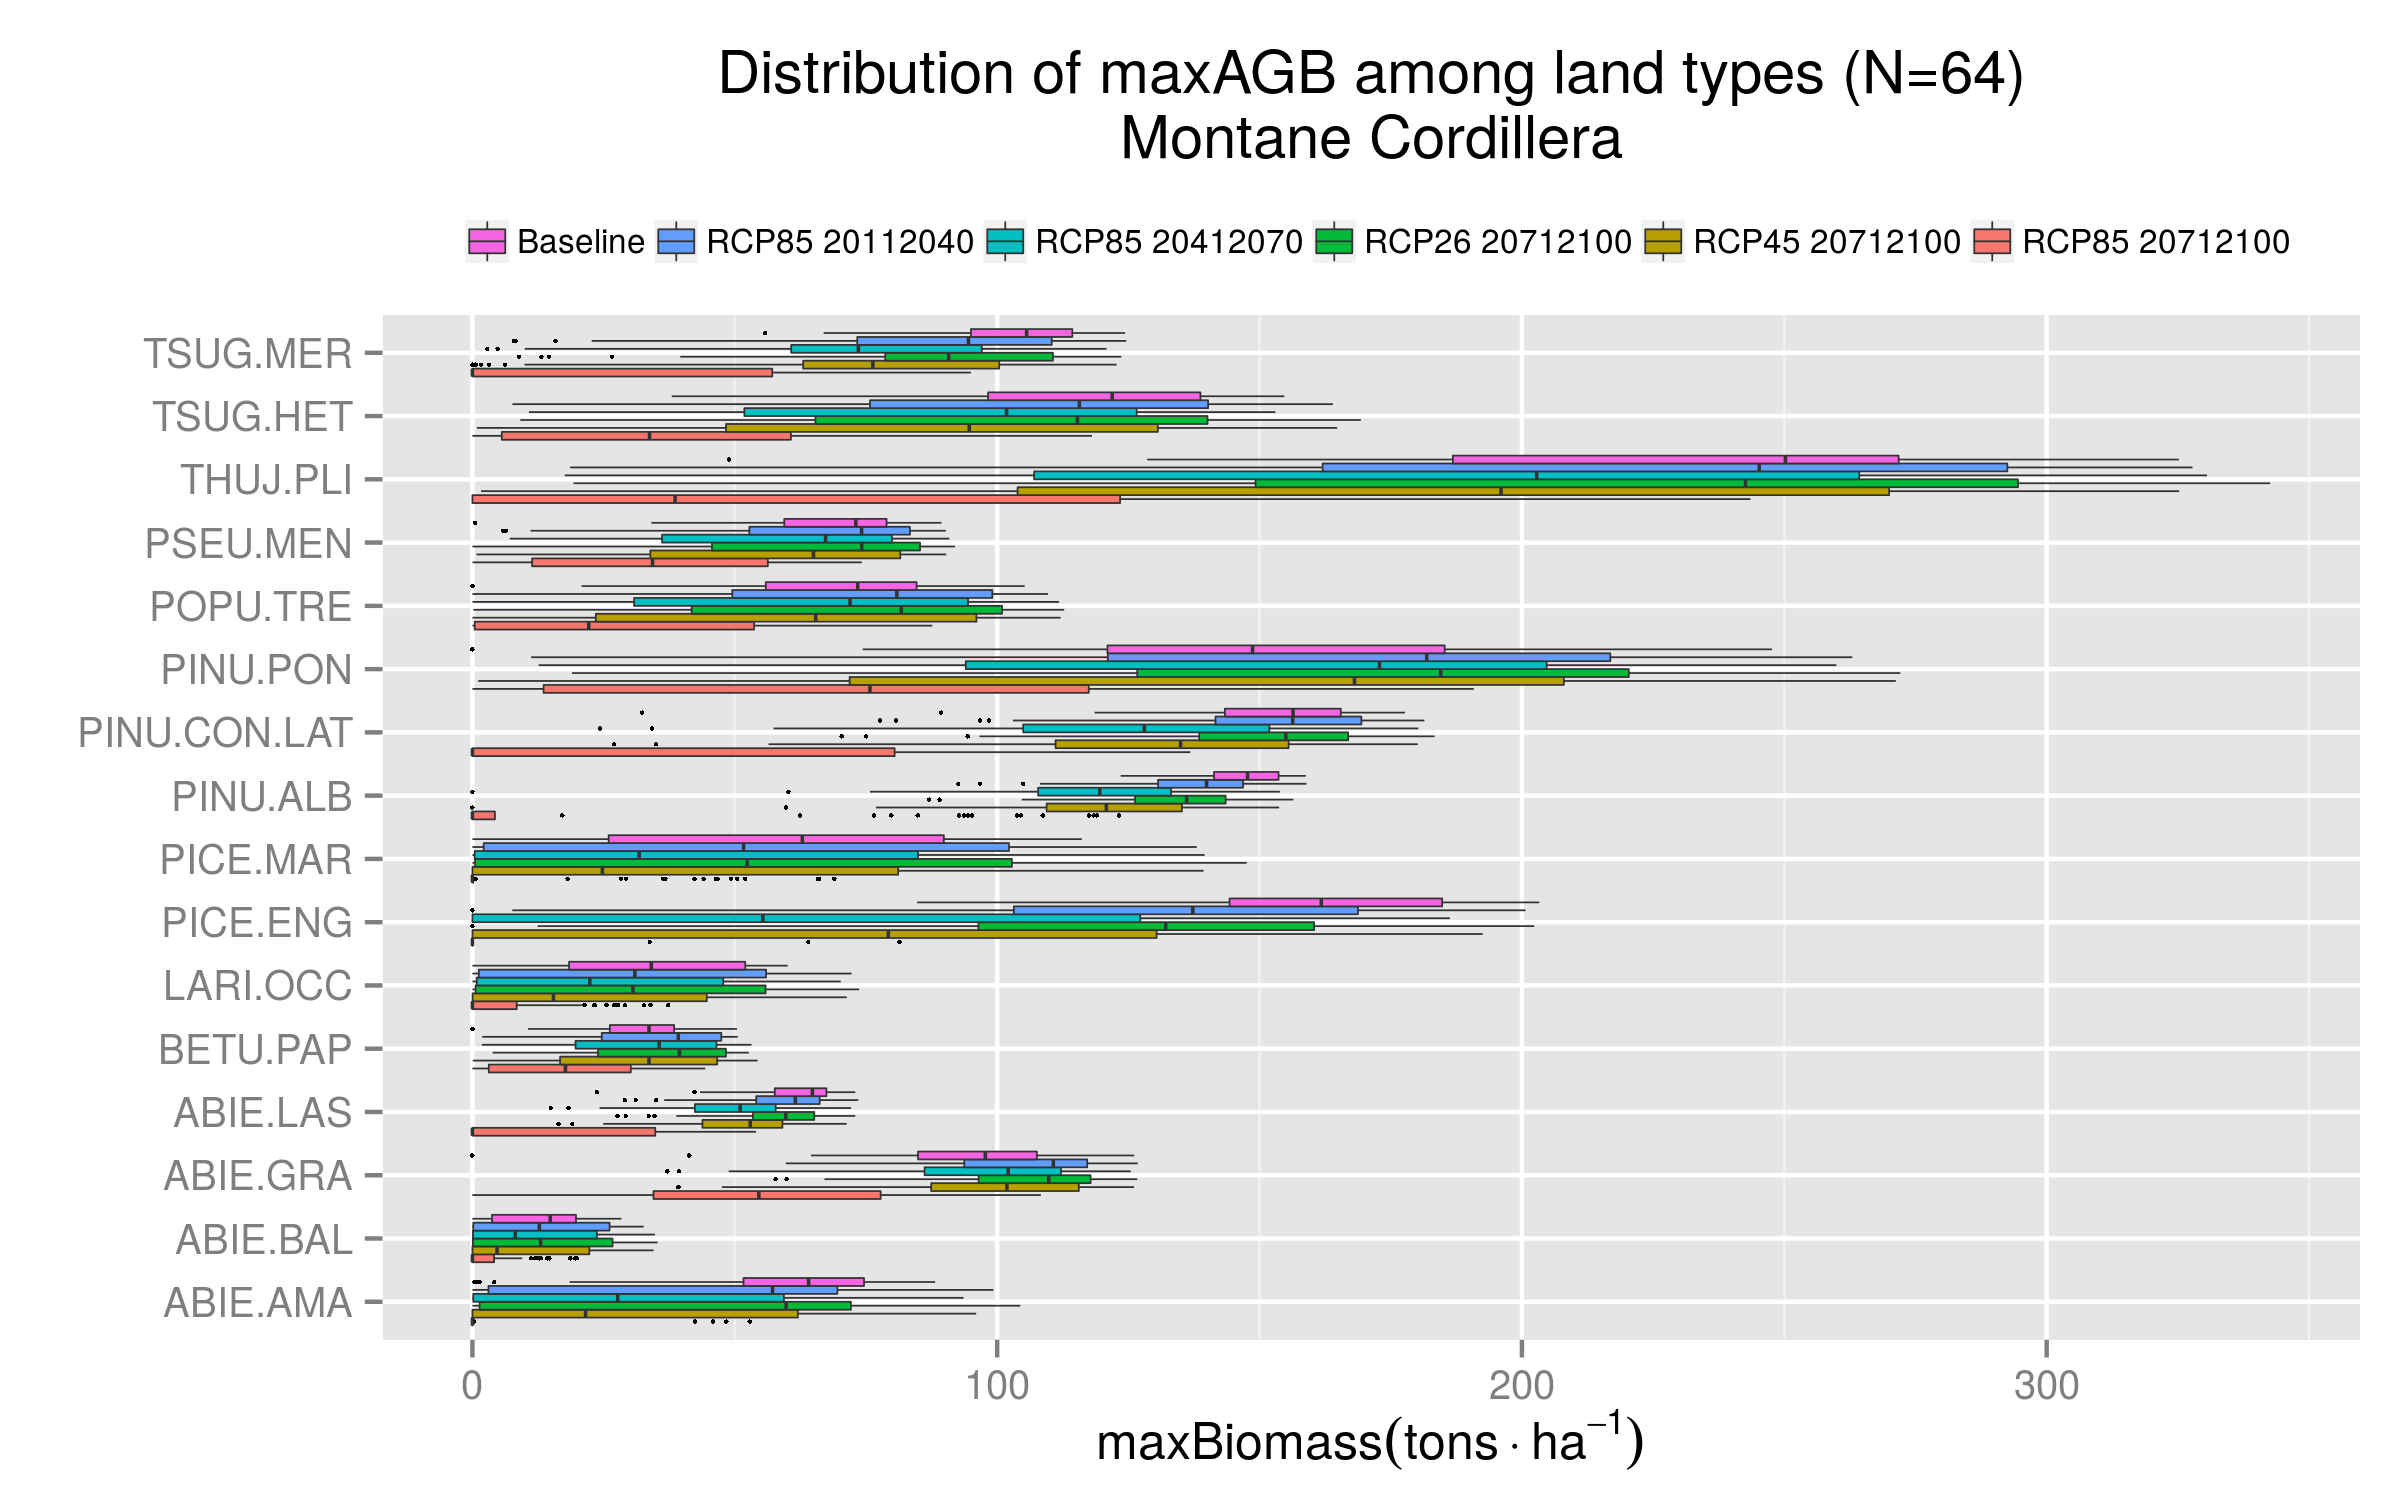 Distribution of maxAGB among land types (N=64)
Montane Cordillera
Baseline RCP85 20112040 RCP85 20412070 RCP26 20712100 RCP45 20712100 RCP85 20712100
TSUG.MER
TSUG.HET
THUJ.PLI
PSEU.MEN
POPU.TRE
PINU.PON
PINU.CON.LAT
PINU.ALB
PICE.MAR
PICE.ENG
LARI.OCC
BETU.PAP
ABIE.LAS
ABIE.GRA
ABIE.BAL
ABIE.AMA
0 100 200 300
maxBiomass(tons · ha⁻¹)